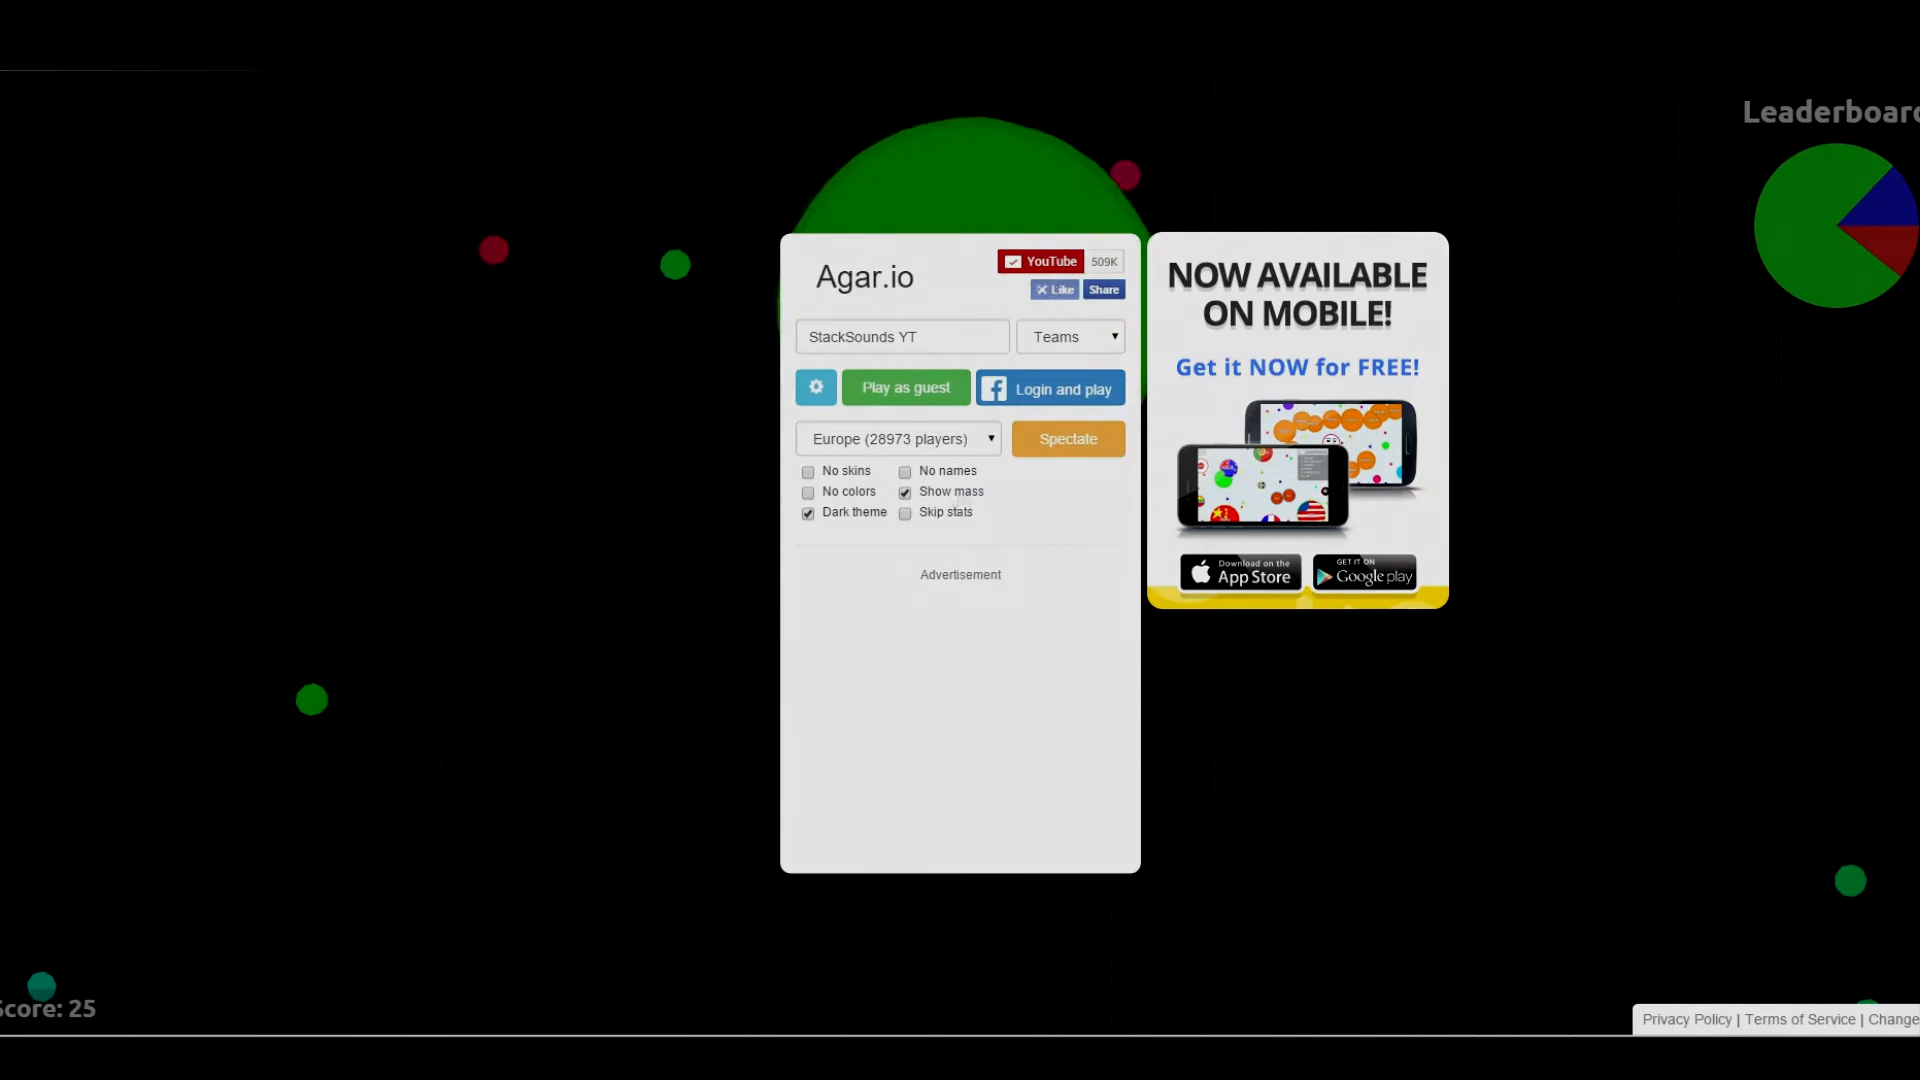 Leaderboard
Agar.io
YouTube 509K
Like Share
StackSounds YT
Teams
Play as guest
Login and play
Europe (28973 players)
Spectate
No skins No names
No colors Show mass
Dark theme Skip stats
Advertisement
NOW AVAILABLE
ON MOBILE!
Get it NOW for FREE!
Download on the
App Store
GET IT ON
Google play
Score: 25
Privacy Policy | Terms of Service | Change